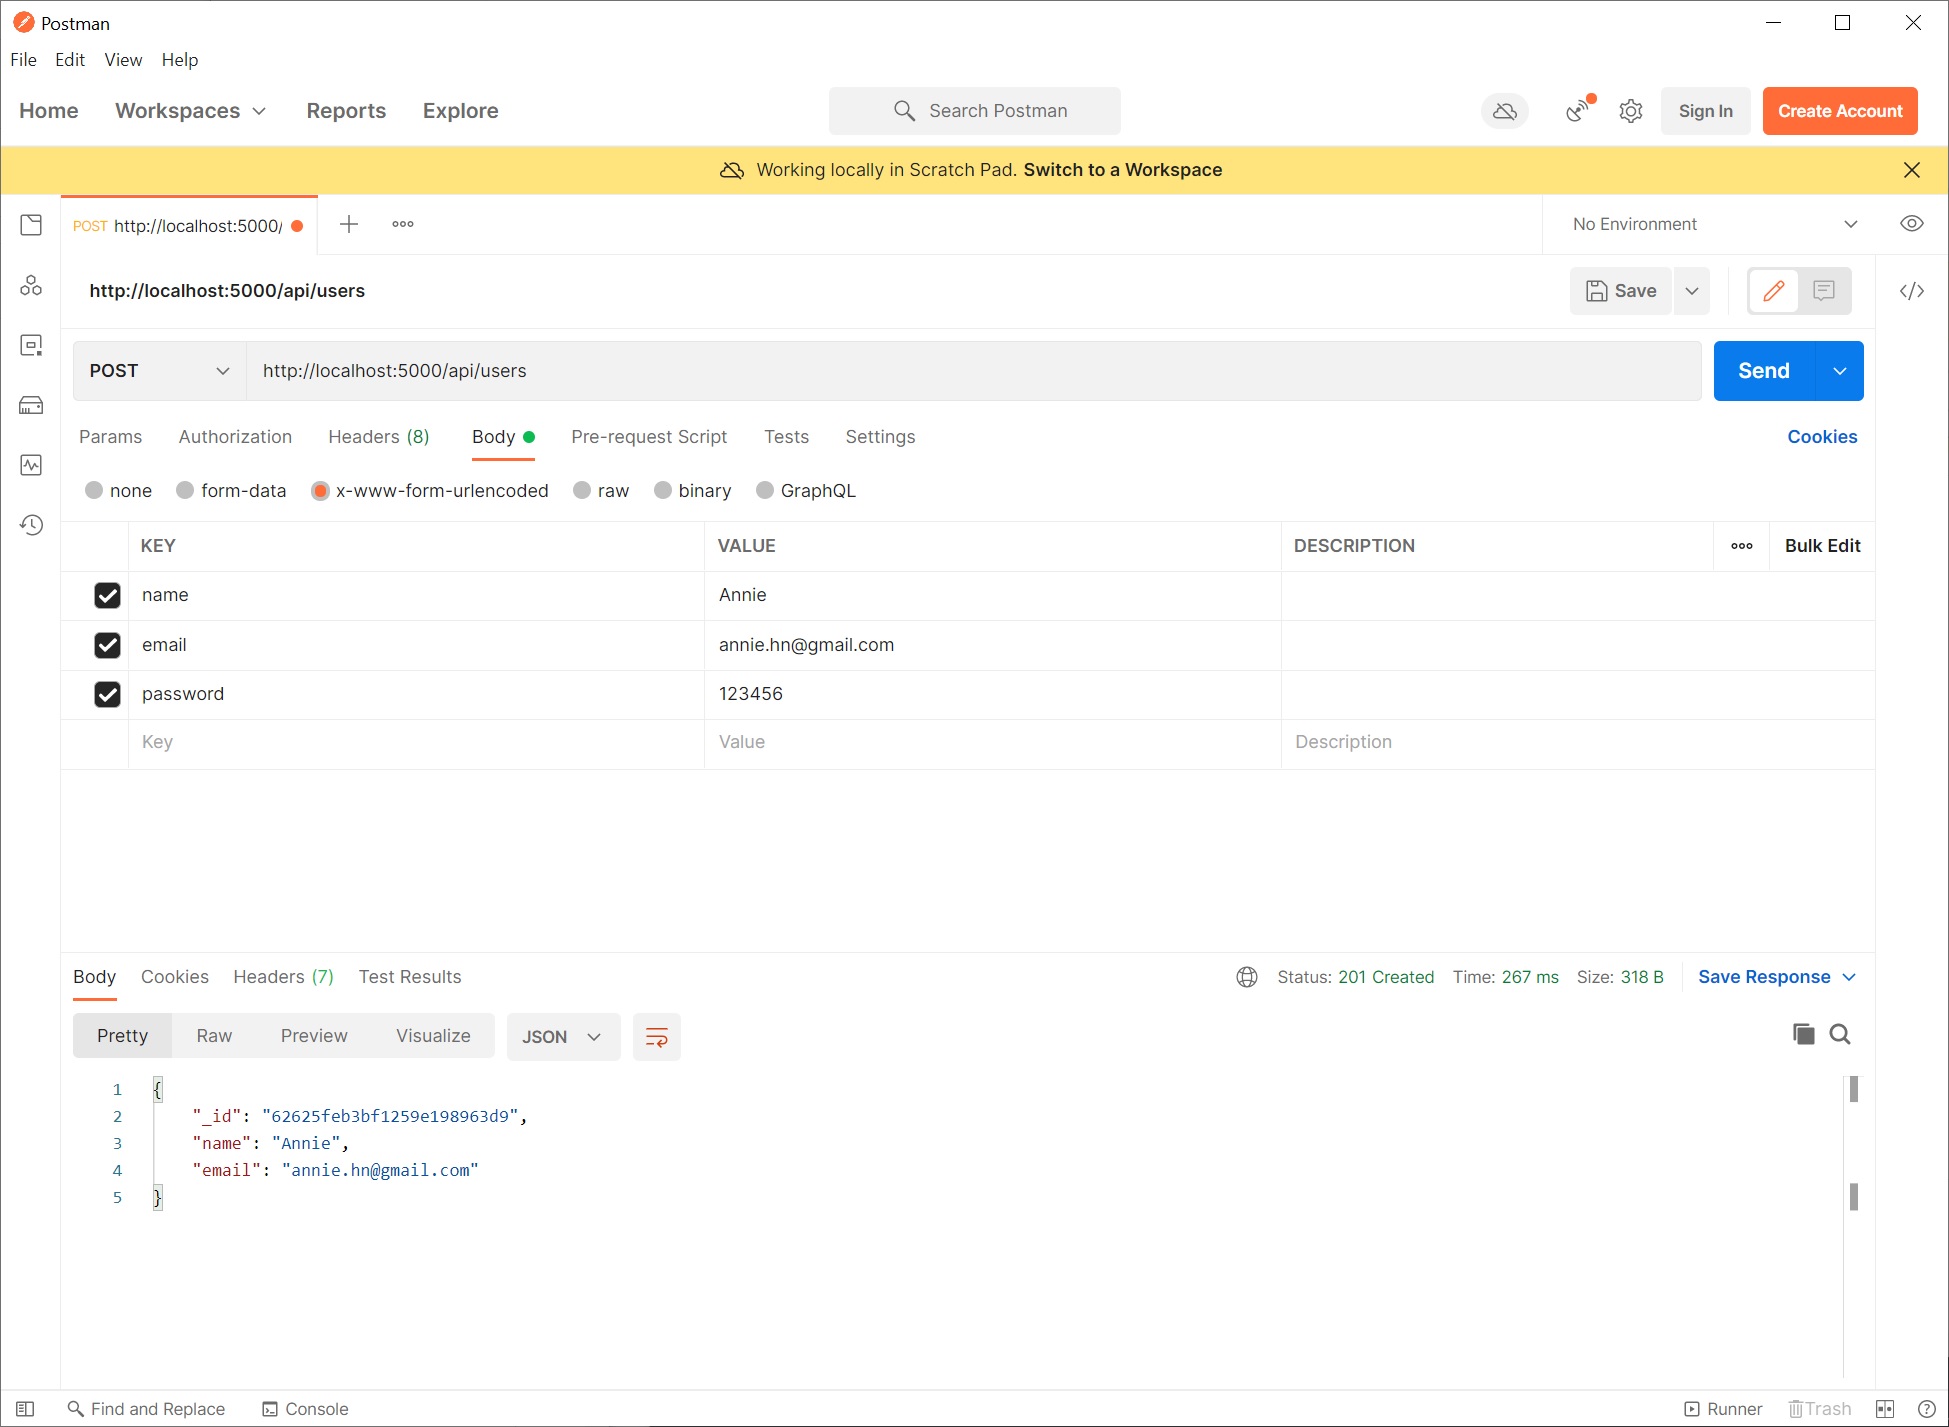 Postman
File Edit View Help
Home Workspaces Reports Explore Search Postman Sign In Create Account
Working locally in Scratch Pad. Switch to a Workspace
POST http://localhost:5000/ No Environment
http://localhost:5000/api/users Save
POST http://localhost:5000/api/users Send
Params Authorization Headers (8) Body Pre-request Script Tests Settings Cookies
none form-data x-www-form-urlencoded raw binary GraphQL
KEY VALUE DESCRIPTION Bulk Edit
name Annie
email annie.hn@gmail.com
password 123456
Key Value Description
Body Cookies Headers (7) Test Results Status: 201 Created Time: 267 ms Size: 318 B Save Response
Pretty Raw Preview Visualize JSON
1 {
2 "_id": "62625feb3bf1259e198963d9",
3 "name": "Annie",
4 "email": "annie.hn@gmail.com"
5 }
Find and Replace Console Runner Trash